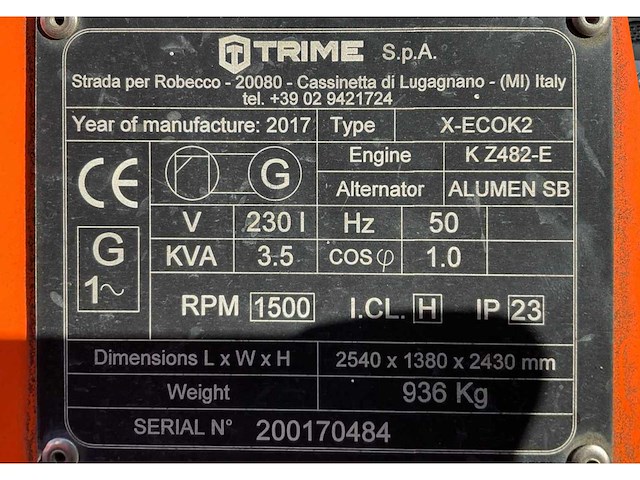 TRIME S.p.A.
Strada per Robecco - 20080 - Cassinetta di Lugagnano - (MI) Italy
tel. +39 02 9421724
Year of manufacture: 2017 Type X-ECOK2
Engine K Z482-E
CE G
Alternator ALUMEN SB
V 230 I Hz 50
G
KVA 3.5 COS φ 1.0
1~
RPM 1500 I.CL. H IP 23
Dimensions L x W x H 2540 x 1380 x 2430 mm
Weight 936 Kg
SERIAL N° 200170484